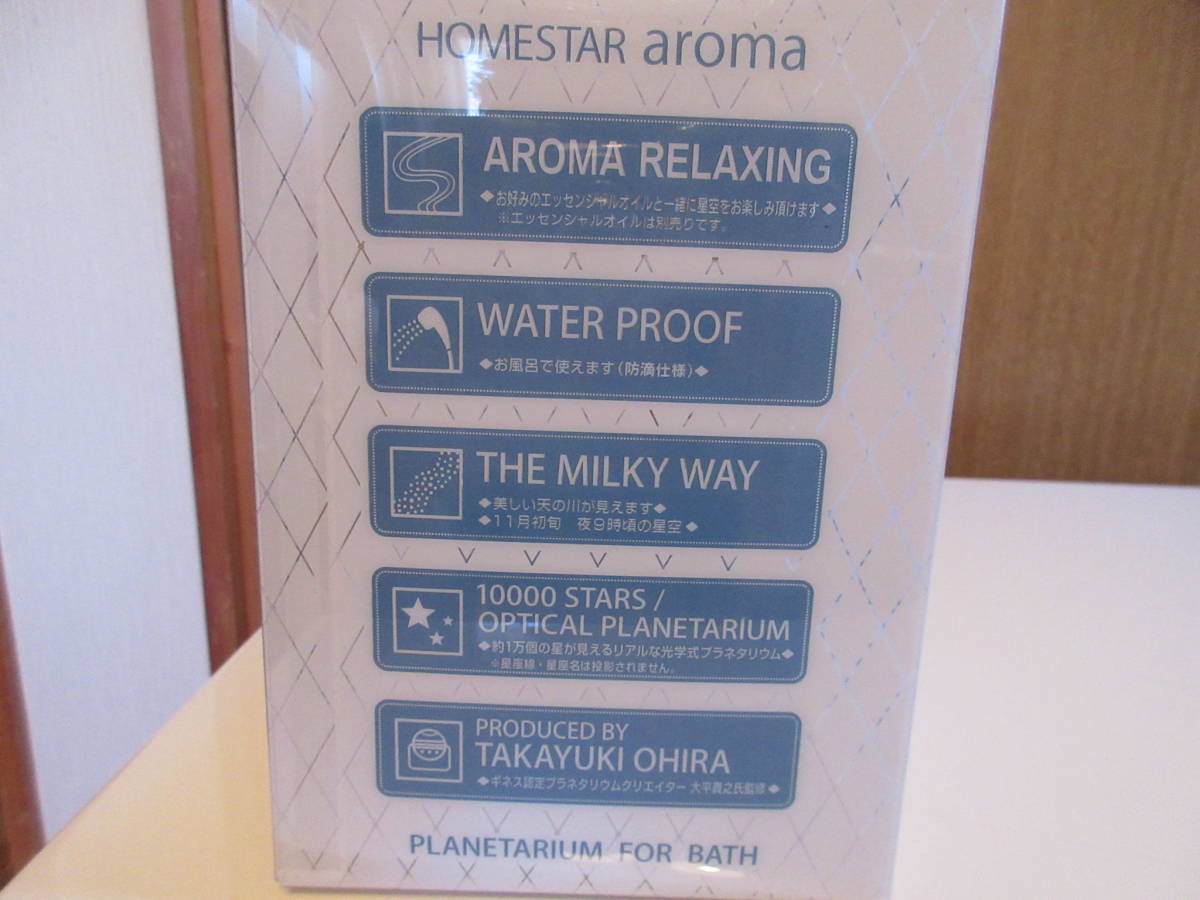 HOMESTAR aroma
AROMA RELAXING
◆お好みのエッセンシャルオイルと一緒に星空をお楽しみ頂けます◆
※エッセンシャルオイルは別売りです。
WATER PROOF
◆お風呂で使えます(防滴仕様)◆
THE MILKY WAY
◆美しい天の川が見えます◆
◆11月初旬 夜9時頃の星空◆
10000 STARS /
OPTICAL PLANETARIUM
◆約1万個の星が見えるリアルな光学式プラネタリウム◆
※星座線・星座名は投影されません。
PRODUCED BY
TAKAYUKI OHIRA
◆ギネス認定プラネタリウムクリエイター 大平貴之氏監修◆
PLANETARIUM FOR BATH